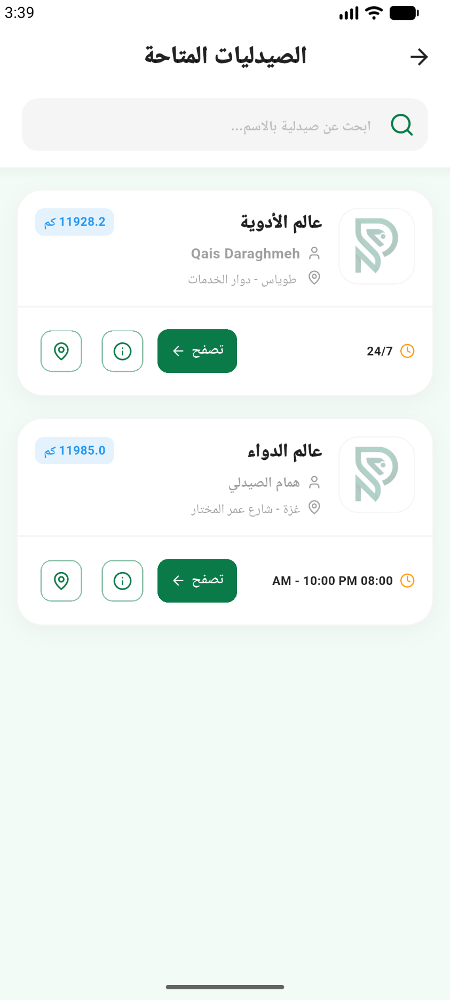 3:39
الصيدليات المتاحة
ابحث عن صيدلية بالاسم...
عالم الأدوية
11928.2 كم
Qais Daraghmeh
طوباس - دوار الخدمات
24/7
تصفح
عالم الدواء
11985.0 كم
همام الصيدلي
غزة - شارع عمر المختار
08:00 AM - 10:00 PM
تصفح